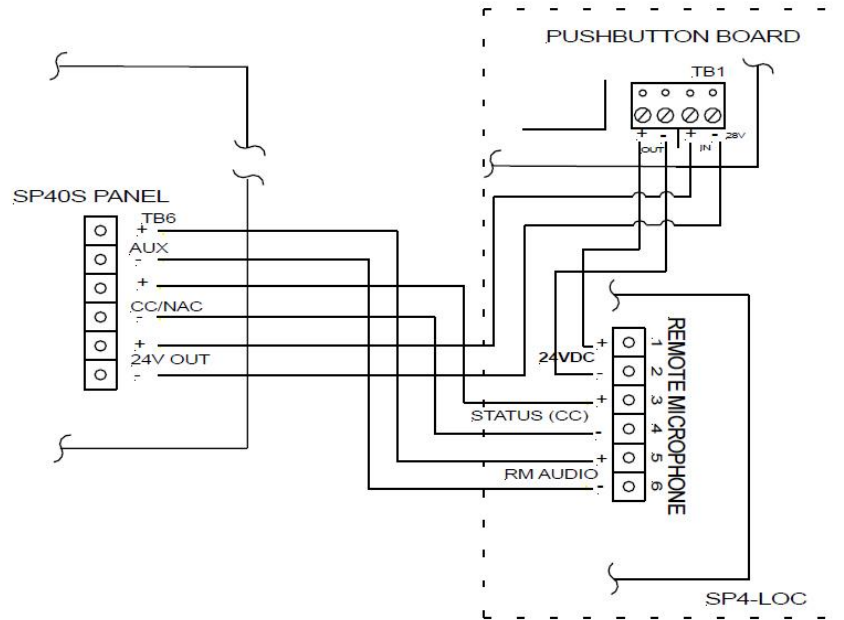 PUSHBUTTON BOARD
TB1
+ - + - 28V
OUT IN
SP40S PANEL
TB6
+
AUX
-
+
CC/NAC
-
+
24V OUT
-
24VDC
+ 1
- 2
+ 3
STATUS (CC)
- 4
+ 5
RM AUDIO
- 6
REMOTE MICROPHONE
SP4-LOC